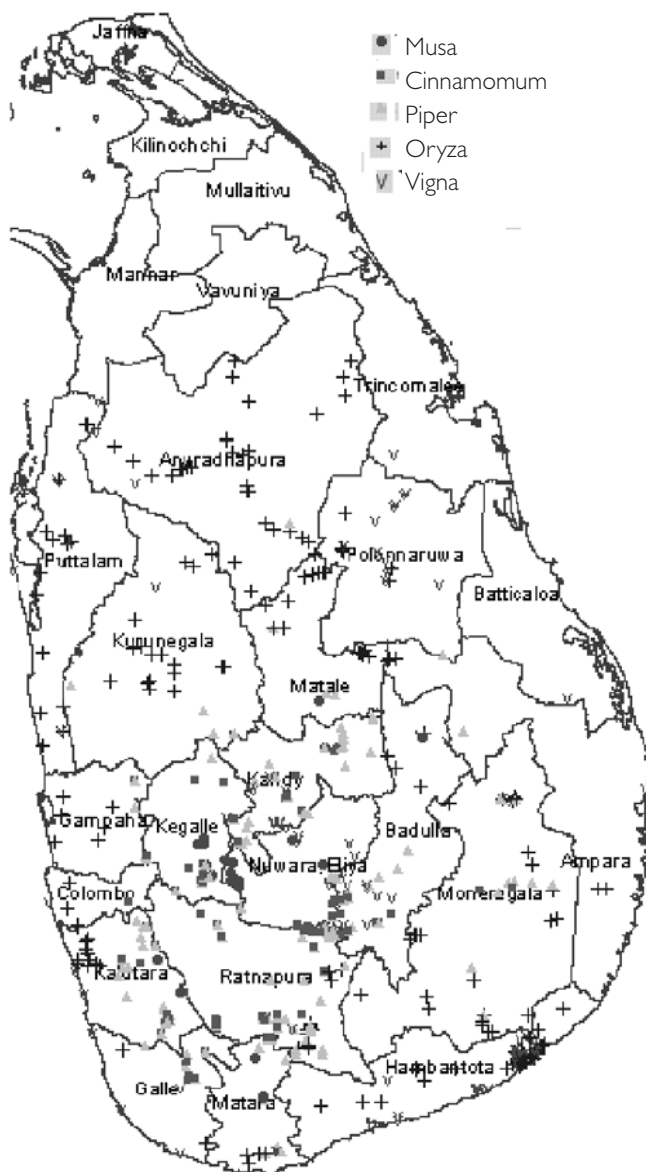 Jaffna
Musa
Cinnamomum
Piper
Oryza
Vigna
Kilinochchi
Mullaitivu
Mannar
Vavuniya
Trincomalee
Anuradhapura
Puttalam
Polonnaruwa
Batticaloa
Kurunegala
Matale
Kandy
Gampaha
Kegalle
Badulla
Nuwara Eliya
Ampara
Colombo
Moneragala
Kalutara
Ratnapura
Hambantota
Galle
Matara